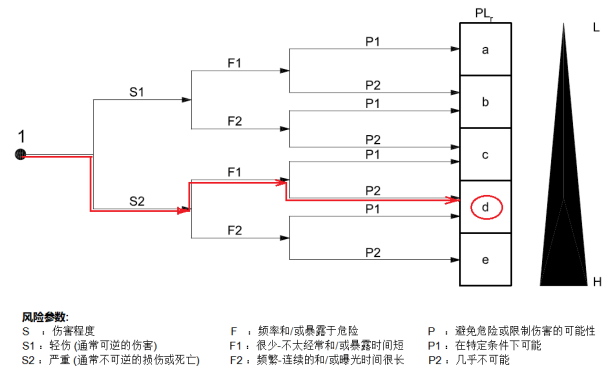 PLr
L
P1
a
F1
P2
S1
P1
b
F2
1
P2
P1
c
F1
P2
S2
P1
d
F2
P2
e
H
风险参数:
S ：伤害程度 F ：频率和/或暴露于危险 P ：避免危险或限制伤害的可能性
S1：轻伤 (通常可逆的伤害) F1：很少-不太经常和/或暴露时间短 P1：在特定条件下可能
S2：严重 (通常不可逆的损伤或死亡) F2：频繁-连续的和/或曝光时间很长 P2：几乎不可能